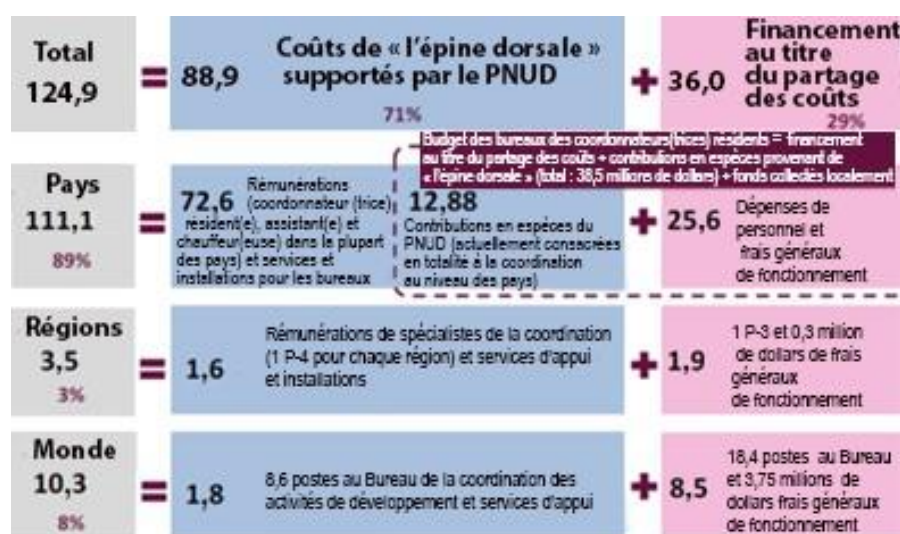 Total
124,9
=
88,9
Coûts de « l'épine dorsale »
supportés par le PNUD
71%
+
36,0
Financement
au titre
du partage
des coûts
29%
Budget des bureaux des coordonnateurs(trices) résidents = financement
au titre du partage des coûts + contributions en espèces provenant de
« l'épine dorsale » (total : 38,5 millions de dollars) + fonds collectés localement
Pays
111,1
89%
=
72,6
Rémunérations
(coordonnateur (trice)
résident(e), assistant(e) et
chauffeur(euse) dans la plupart
des pays) et services et
installations pour les bureaux
12,88
Contributions en espèces du
PNUD (actuellement consacrées
en totalité à la coordination
au niveau des pays)
+
25,6
Dépenses de
personnel et
frais généraux
de fonctionnement
Régions
3,5
3%
=
1,6
Rémunérations de spécialistes de la coordination
(1 P-4 pour chaque région) et services d'appui
et installations
+
1,9
1 P-3 et 0,3 milion
de dollars de frais
généraux
de fonctionnement
Monde
10,3
8%
=
1,8
8,6 postes au Bureau de la coordination des
activités de développement et services d'appui
+
8,5
18,4 postes au Bureau
et 3,75 millions de
dollars frais généraux
de fonctionnement